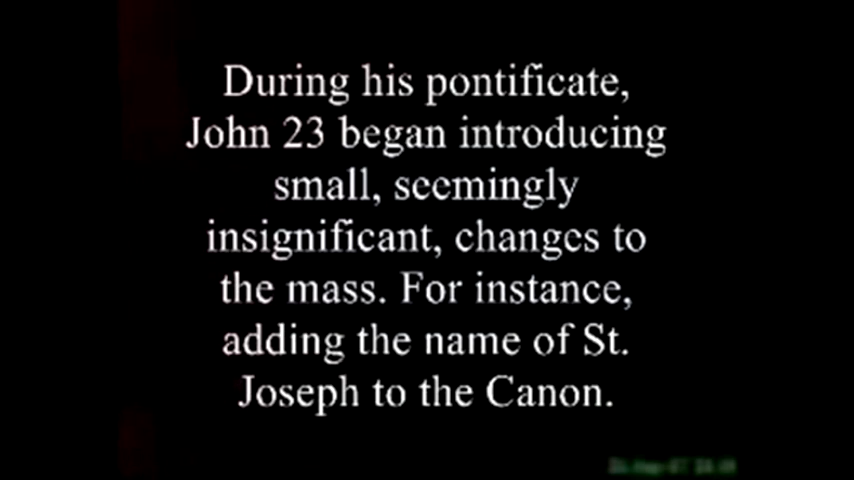 During his pontificate,
John 23 began introducing
small, seemingly
insignificant, changes to
the mass. For instance,
adding the name of St.
Joseph to the Canon.